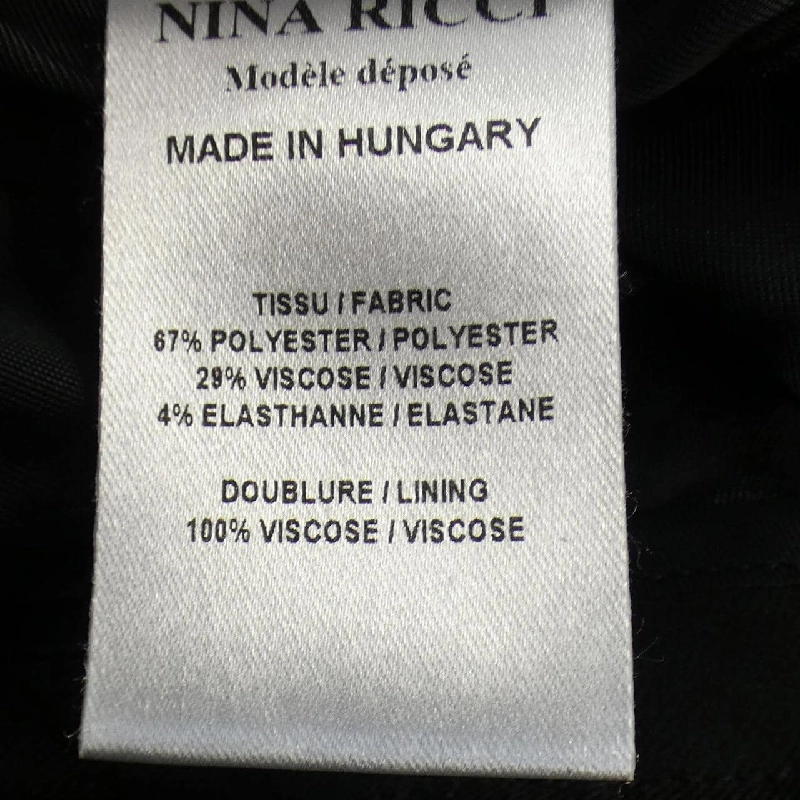 NINA RICCI
Modèle déposé
MADE IN HUNGARY
TISSU / FABRIC
67% POLYESTER / POLYESTER
29% VISCOSE / VISCOSE
4% ELASTHANNE / ELASTANE
DOUBLURE / LINING
100% VISCOSE / VISCOSE